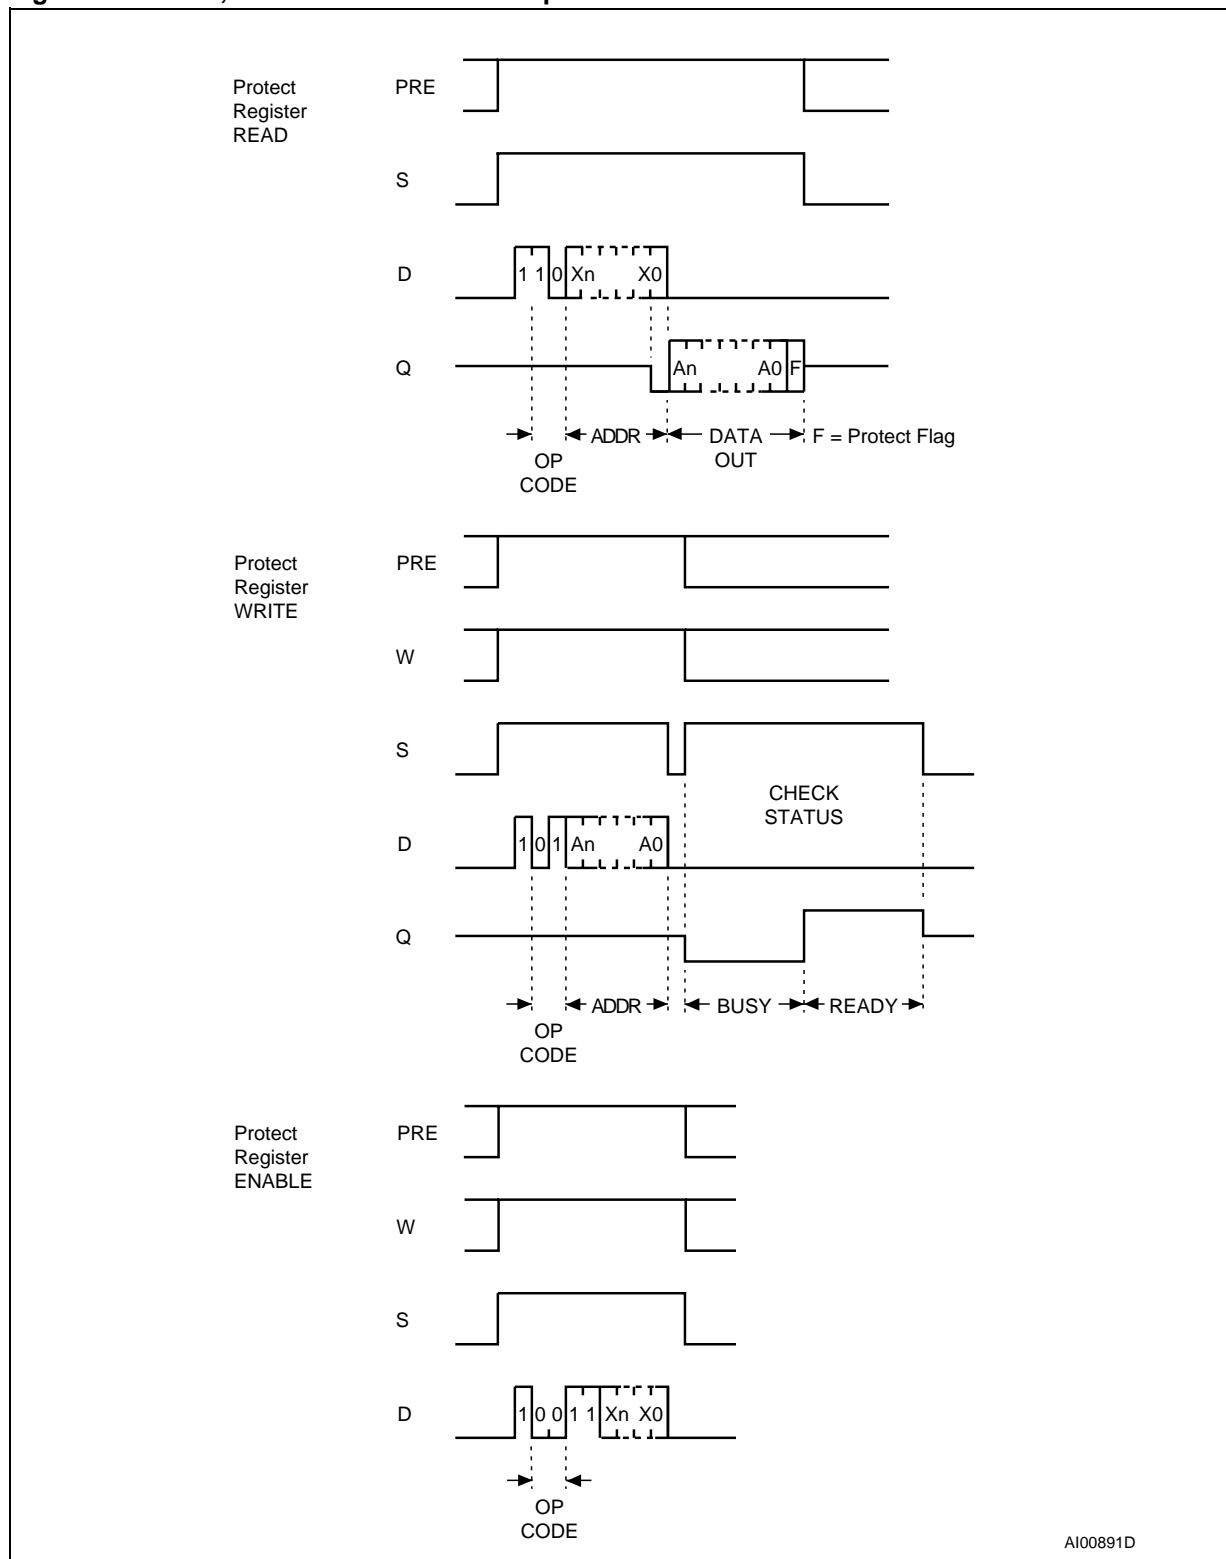 Protect
Register
READ
PRE
S
D
1 1 0 Xn X0
Q
An A0 F
ADDR
DATA
OUT
F = Protect Flag
OP
CODE
Protect
Register
WRITE
PRE
W
S
CHECK
STATUS
D
1 0 1 An A0
Q
ADDR
BUSY
READY
OP
CODE
Protect
Register
ENABLE
PRE
W
S
D
1 0 0 1 1 Xn X0
OP
CODE
AI00891D